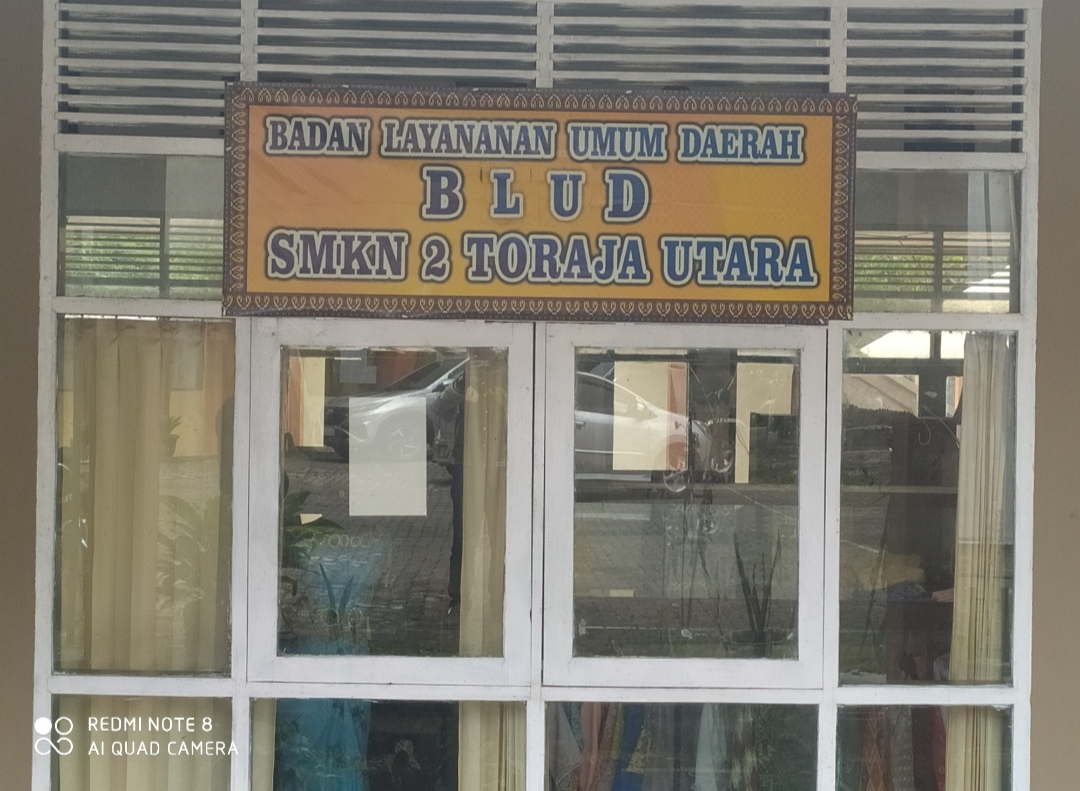 BADAN LAYANANAN UMUM DAERAH
B L U D
SMKN 2 TORAJA UTARA
REDMI NOTE 8
AI QUAD CAMERA